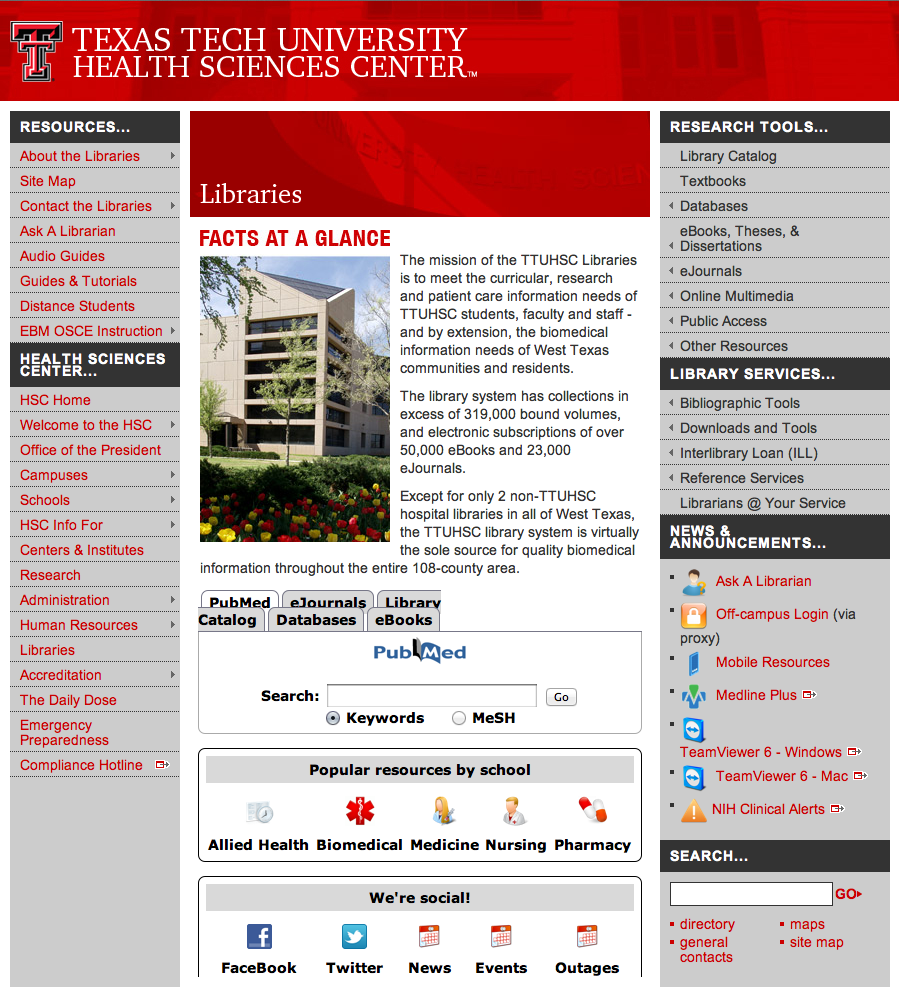 TEXAS TECH UNIVERSITY
HEALTH SCIENCES CENTER™
RESOURCES...
About the Libraries
Site Map
Contact the Libraries
Ask A Librarian
Audio Guides
Guides & Tutorials
Distance Students
EBM OSCE Instruction
HEALTH SCIENCES
CENTER...
HSC Home
Welcome to the HSC
Office of the President
Campuses
Schools
HSC Info For
Centers & Institutes
Research
Administration
Human Resources
Libraries
Accreditation
The Daily Dose
Emergency
Preparedness
Compliance Hotline
Libraries
FACTS AT A GLANCE
The mission of the TTUHSC Libraries
is to meet the curricular, research
and patient care information needs of
TTUHSC students, faculty and staff -
and by extension, the biomedical
information needs of West Texas
communities and residents.
The library system has collections in
excess of 319,000 bound volumes,
and electronic subscriptions of over
50,000 eBooks and 23,000
eJournals.
Except for only 2 non-TTUHSC
hospital libraries in all of West Texas,
the TTUHSC library system is virtually
the sole source for quality biomedical
information throughout the entire 108-county area.
PubMed eJournals Library
Catalog Databases eBooks
PubMed
Search: Go
Keywords MeSH
Popular resources by school
Allied Health Biomedical Medicine Nursing Pharmacy
We're social!
FaceBook Twitter News Events Outages
RESEARCH TOOLS...
Library Catalog
Textbooks
Databases
eBooks, Theses, &
Dissertations
eJournals
Online Multimedia
Public Access
Other Resources
LIBRARY SERVICES...
Bibliographic Tools
Downloads and Tools
Interlibrary Loan (ILL)
Reference Services
Librarians @ Your Service
NEWS &
ANNOUNCEMENTS...
Ask A Librarian
Off-campus Login (via
proxy)
Mobile Resources
Medline Plus
TeamViewer 6 - Windows
TeamViewer 6 - Mac
NIH Clinical Alerts
SEARCH...
GO
directory maps
general site map
contacts